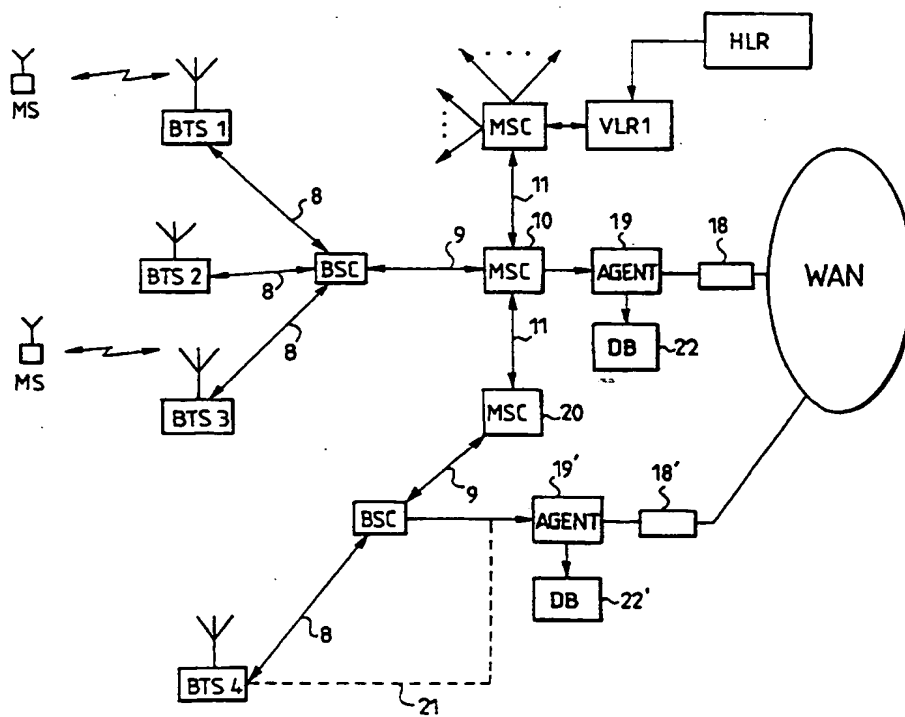 HLR
MS
BTS 1
MSC
VLR1
8
11
10
19
18
9
BTS 2
8
BSC
MSC
AGENT
WAN
8
11
DB
22
MS
BTS 3
MSC
20
9
19'
18'
BSC
AGENT
DB
22'
8
BTS 4
21